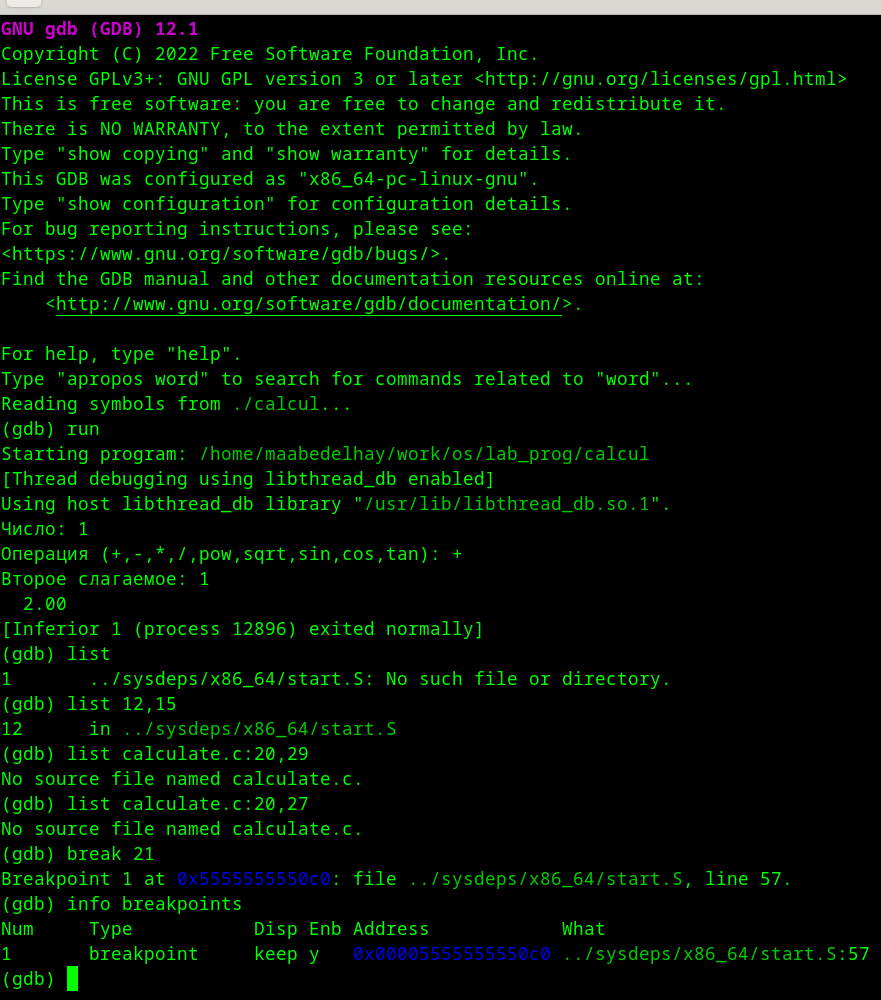 GNU gdb (GDB) 12.1
Copyright (C) 2022 Free Software Foundation, Inc.
License GPLv3+: GNU GPL version 3 or later <http://gnu.org/licenses/gpl.html>
This is free software: you are free to change and redistribute it.
There is NO WARRANTY, to the extent permitted by law.
Type "show copying" and "show warranty" for details.
This GDB was configured as "x86_64-pc-linux-gnu".
Type "show configuration" for configuration details.
For bug reporting instructions, please see:
<https://www.gnu.org/software/gdb/bugs/>.
Find the GDB manual and other documentation resources online at:
    <http://www.gnu.org/software/gdb/documentation/>.

For help, type "help".
Type "apropos word" to search for commands related to "word"...
Reading symbols from ./calcul...
(gdb) run
Starting program: /home/maabedelhay/work/os/lab_prog/calcul
[Thread debugging using libthread_db enabled]
Using host libthread_db library "/usr/lib/libthread_db.so.1".
Число: 1
Операция (+,-,*,/,pow,sqrt,sin,cos,tan): +
Второе слагаемое: 1
  2.00
[Inferior 1 (process 12896) exited normally]
(gdb) list
1       ../sysdeps/x86_64/start.S: No such file or directory.
(gdb) list 12,15
12      in ../sysdeps/x86_64/start.S
(gdb) list calculate.c:20,29
No source file named calculate.c.
(gdb) list calculate.c:20,27
No source file named calculate.c.
(gdb) break 21
Breakpoint 1 at 0x5555555550c0: file ../sysdeps/x86_64/start.S, line 57.
(gdb) info breakpoints
Num     Type           Disp Enb Address            What
1       breakpoint     keep y   0x00005555555550c0 ../sysdeps/x86_64/start.S:57
(gdb)